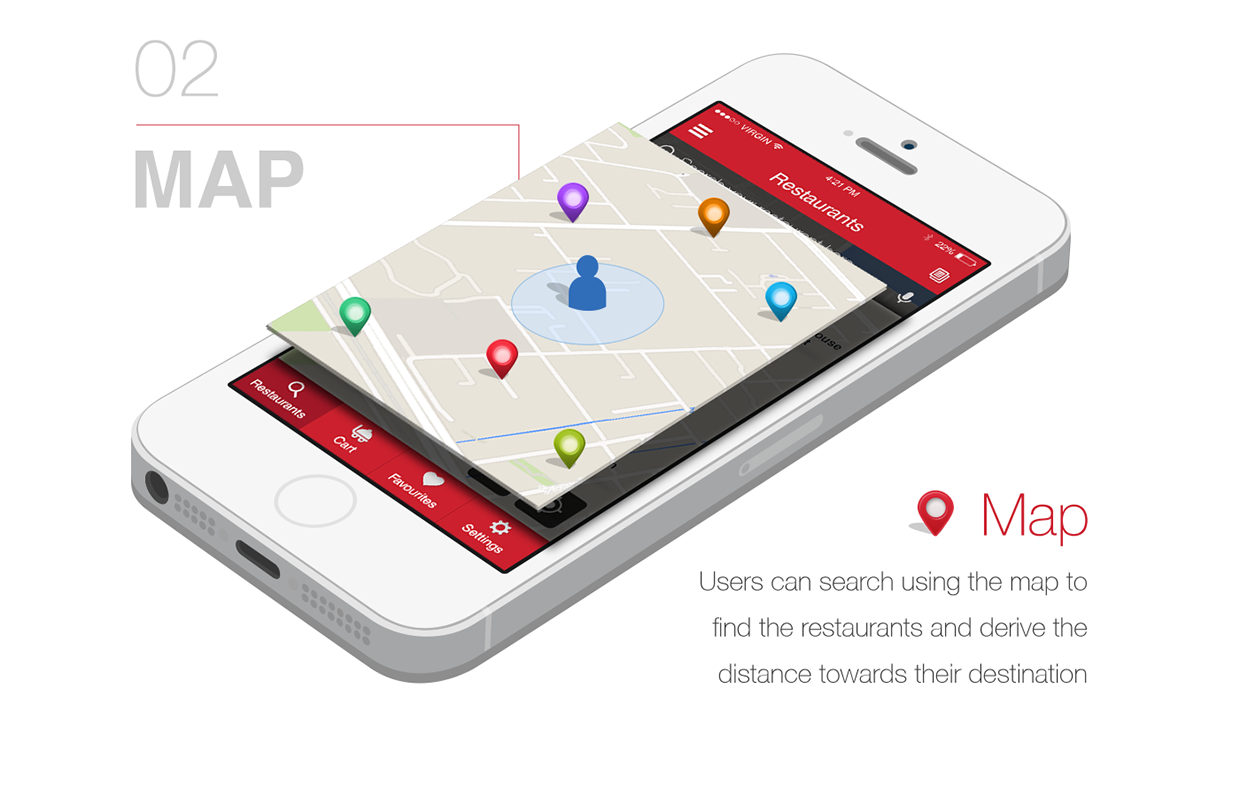 02
MAP
VIRGIN
4:21 PM
22%
Restaurants
Restaurants
Cart
Favourites
Settings
Map
Users can search using the map to
find the restaurants and derive the
distance towards their destination